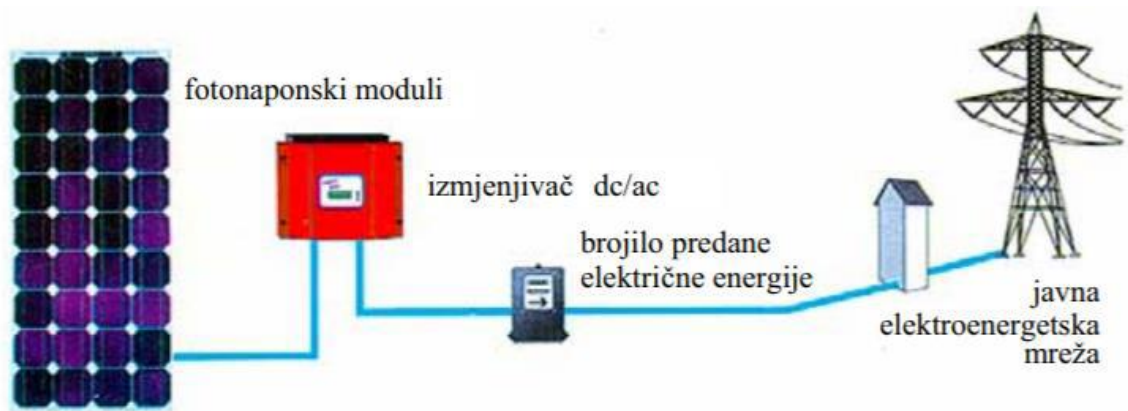 fotonaponski moduli
izmjenjivač dc/ac
brojilo predane
električne energije
javna
elektroenergetska
mreža